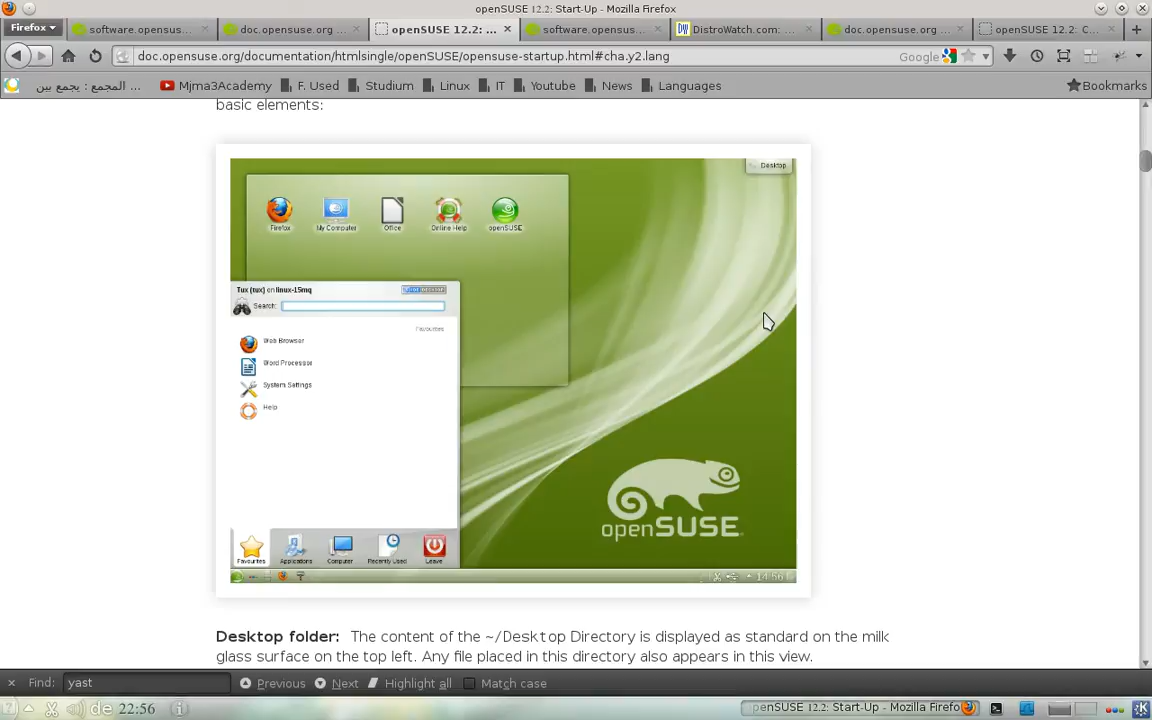 openSUSE 12.2: Start-Up - Mozilla Firefox
Firefox
software.opensus...
doc.opensuse.org ...
openSUSE 12.2: ...
software.opensus...
DistroWatch.com: ...
doc.opensuse.org ...
openSUSE 12.2: C...
doc.opensuse.org/documentation/htmlsingle/openSUSE/opensuse-startup.html#cha.y2.lang
Google
المجمع : يجمع بين ...
Mjma3Academy
F. Used
Studium
Linux
IT
Youtube
News
Languages
Bookmarks
basic elements:
Desktop
Firefox
My Computer
Office
Online Help
openSUSE
Tux (tux) on linux-15mq
Search:
Favourites
Web Browser
Word Processor
System Settings
Help
openSUSE
Favourites
Applications
Computer
Recently Used
Leave
14:56
Desktop folder: The content of the ~/Desktop Directory is displayed as standard on the milk
glass surface on the top left. Any file placed in this directory also appears in this view.
Find: yast
Previous
Next
Highlight all
Match case
de 22:56
penSUSE 12.2: Start-Up - Mozilla Firefo